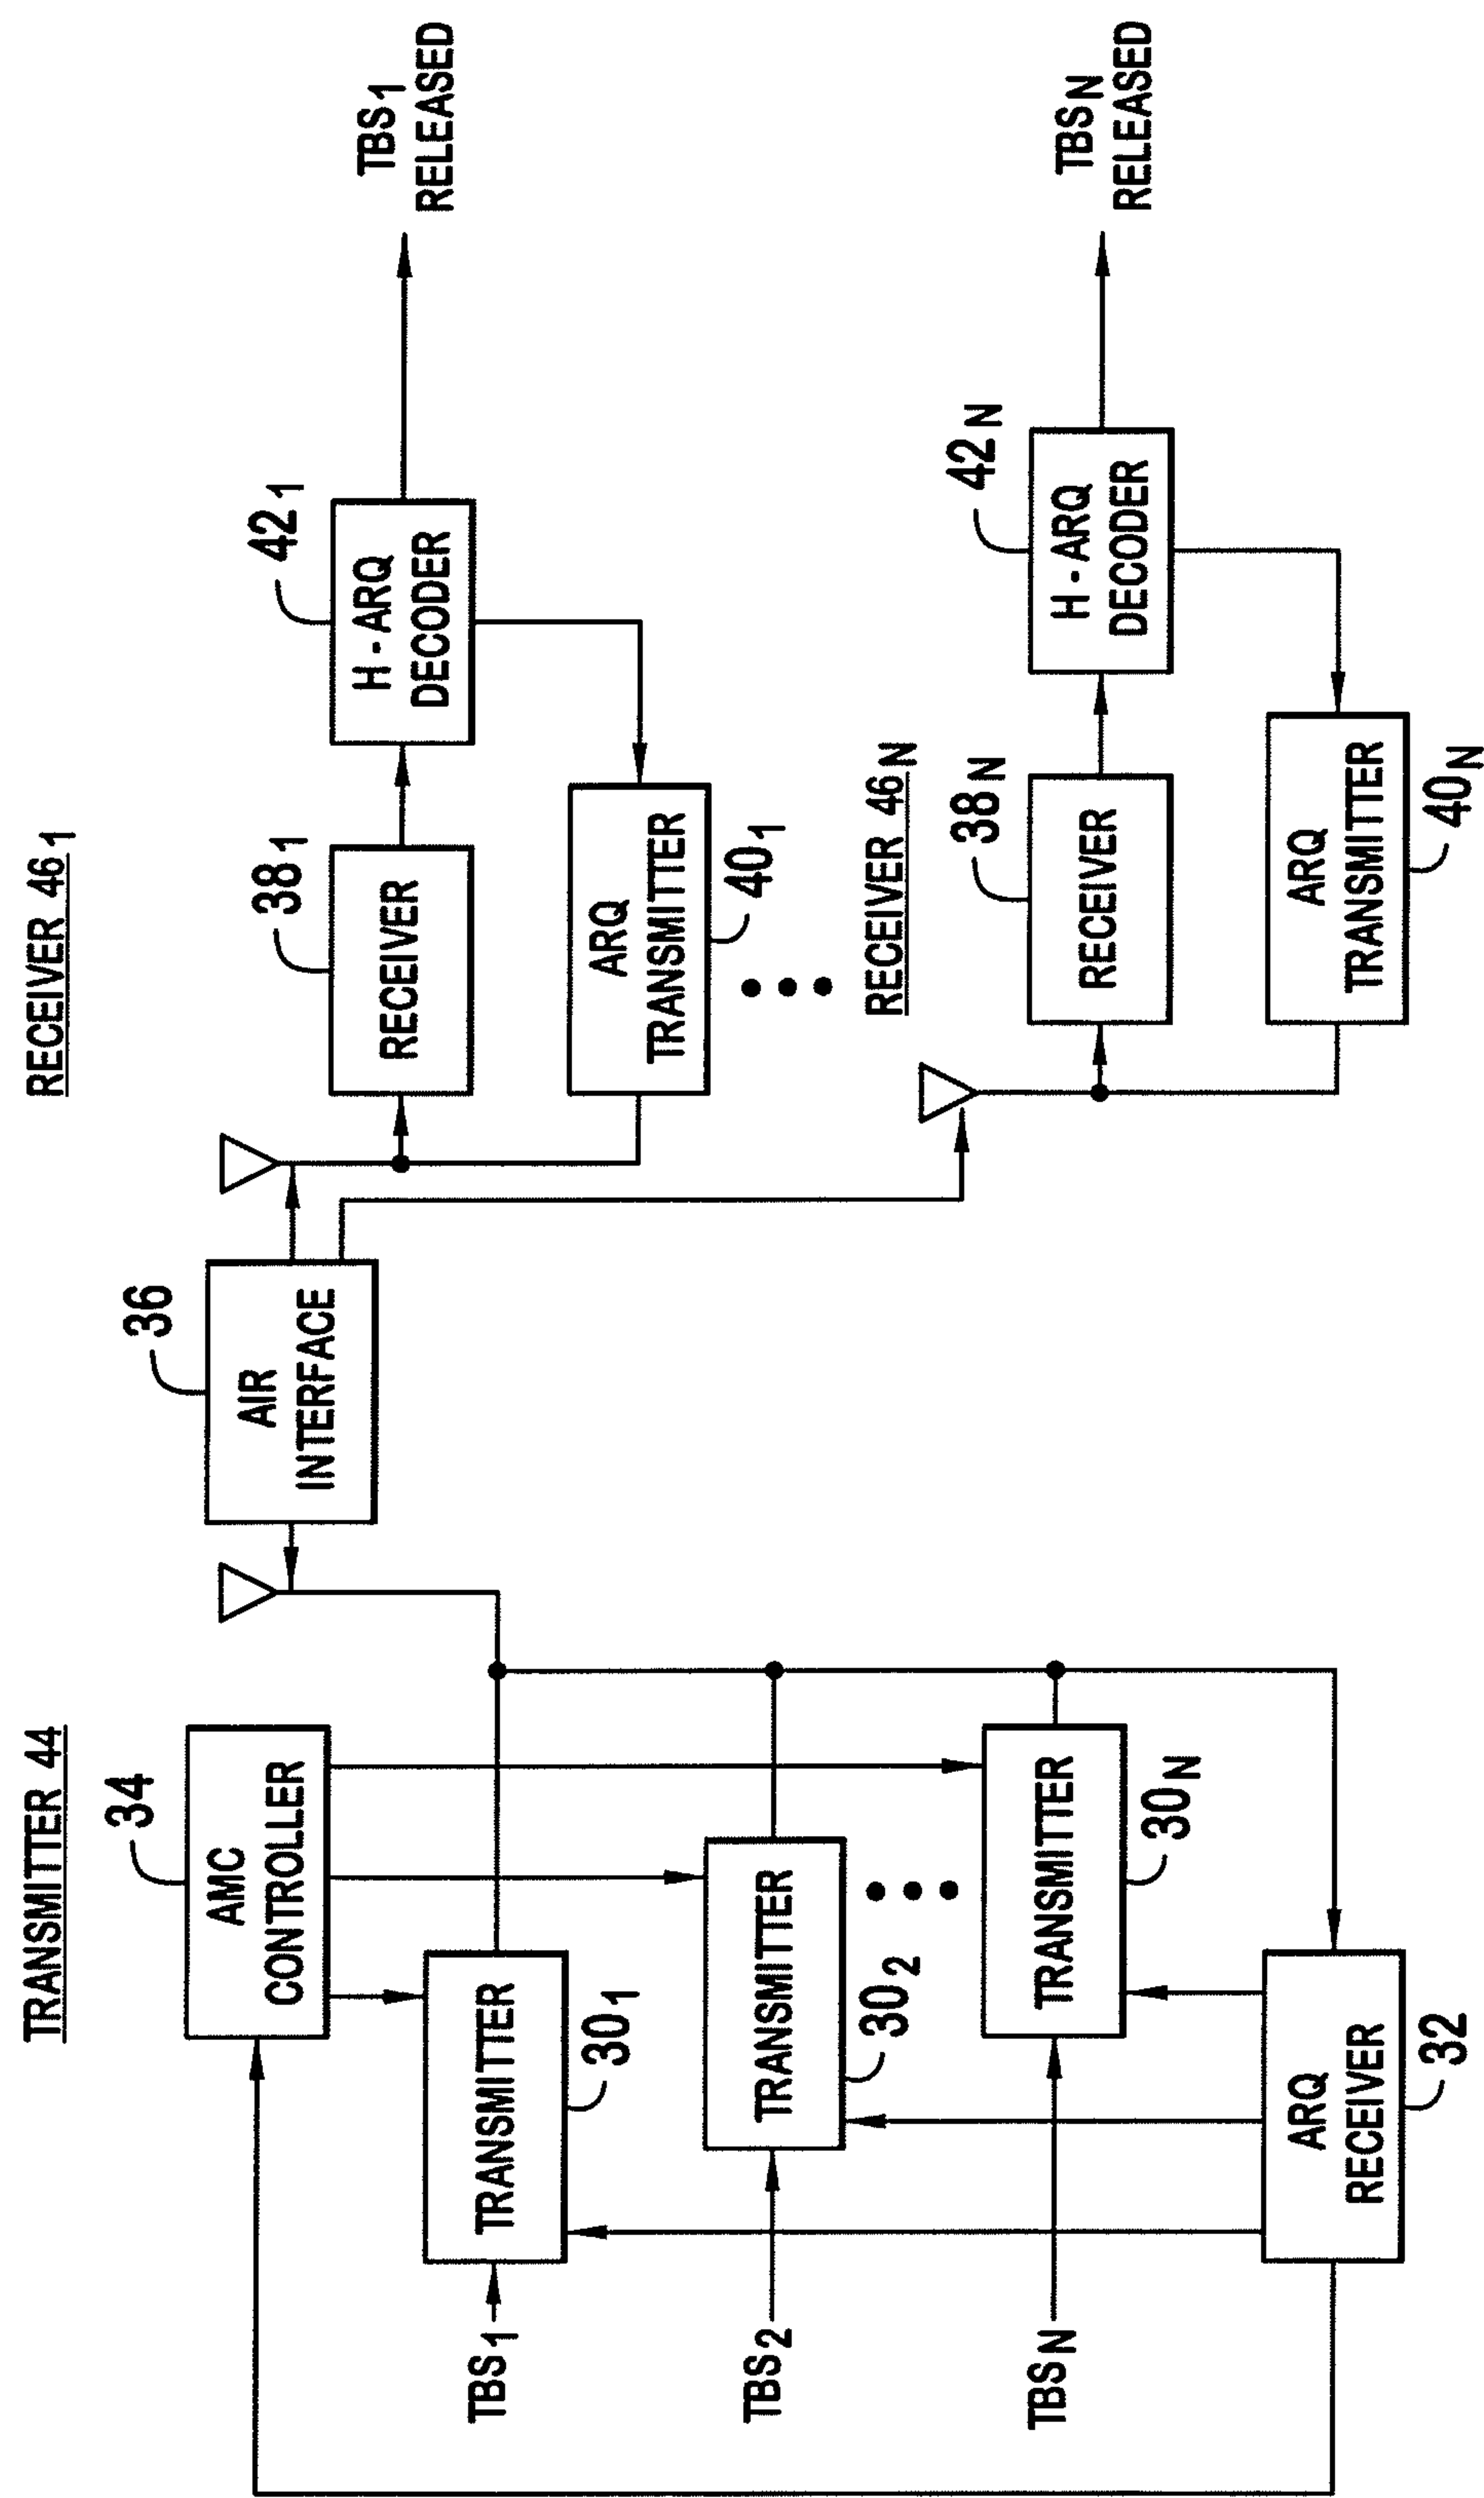 TRANSMITTER 44
34
AMC
CONTROLLER
TBS1
TRANSMITTER
301
TBS2
TRANSMITTER
302
TBSN
TRANSMITTER
30N
ARQ
RECEIVER
32
36
AIR
INTERFACE
RECEIVER 461
381
RECEIVER
421
H-ARQ
DECODER
TBS1
RELEASED
ARQ
TRANSMITTER
401
RECEIVER 46N
38N
RECEIVER
42N
H-ARQ
DECODER
TBSN
RELEASED
ARQ
TRANSMITTER
40N